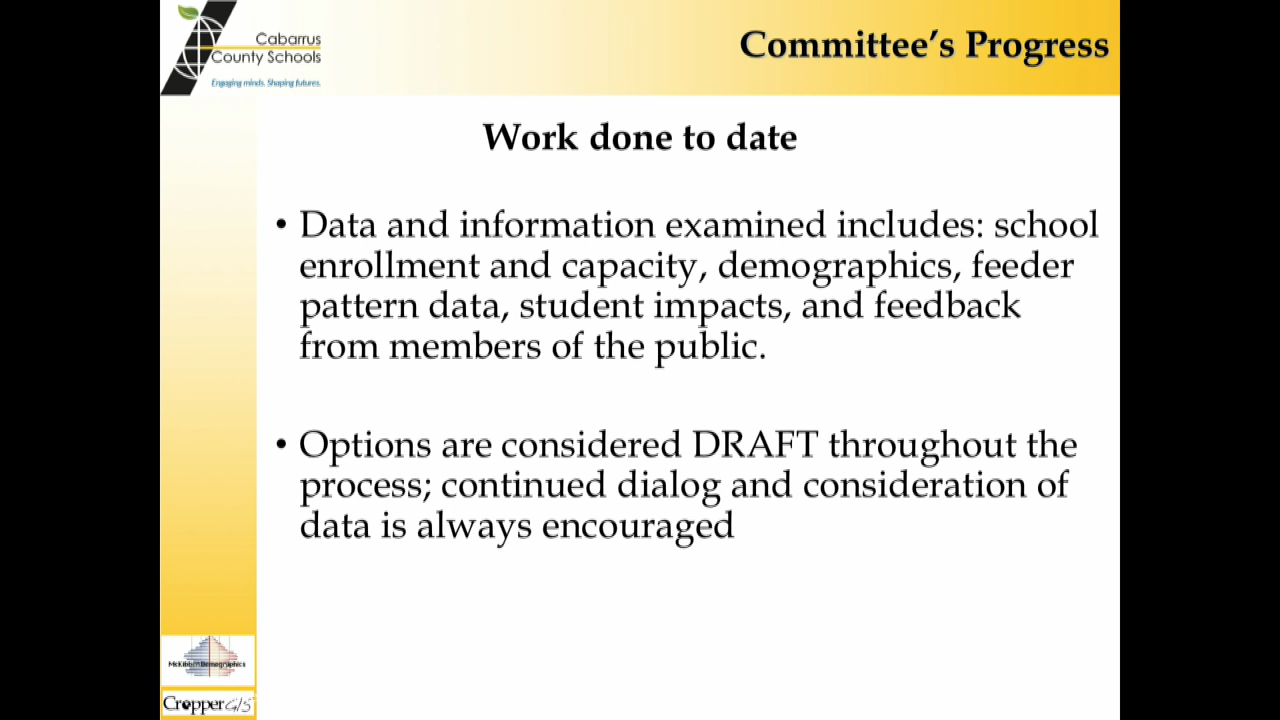 Cabarrus
County Schools
Engaging minds. Shaping futures.
Committee's Progress
Work done to date
• Data and information examined includes: school
enrollment and capacity, demographics, feeder
pattern data, student impacts, and feedback
from members of the public.
• Options are considered DRAFT throughout the
process; continued dialog and consideration of
data is always encouraged
McKibben Demographics
Cropper GIS